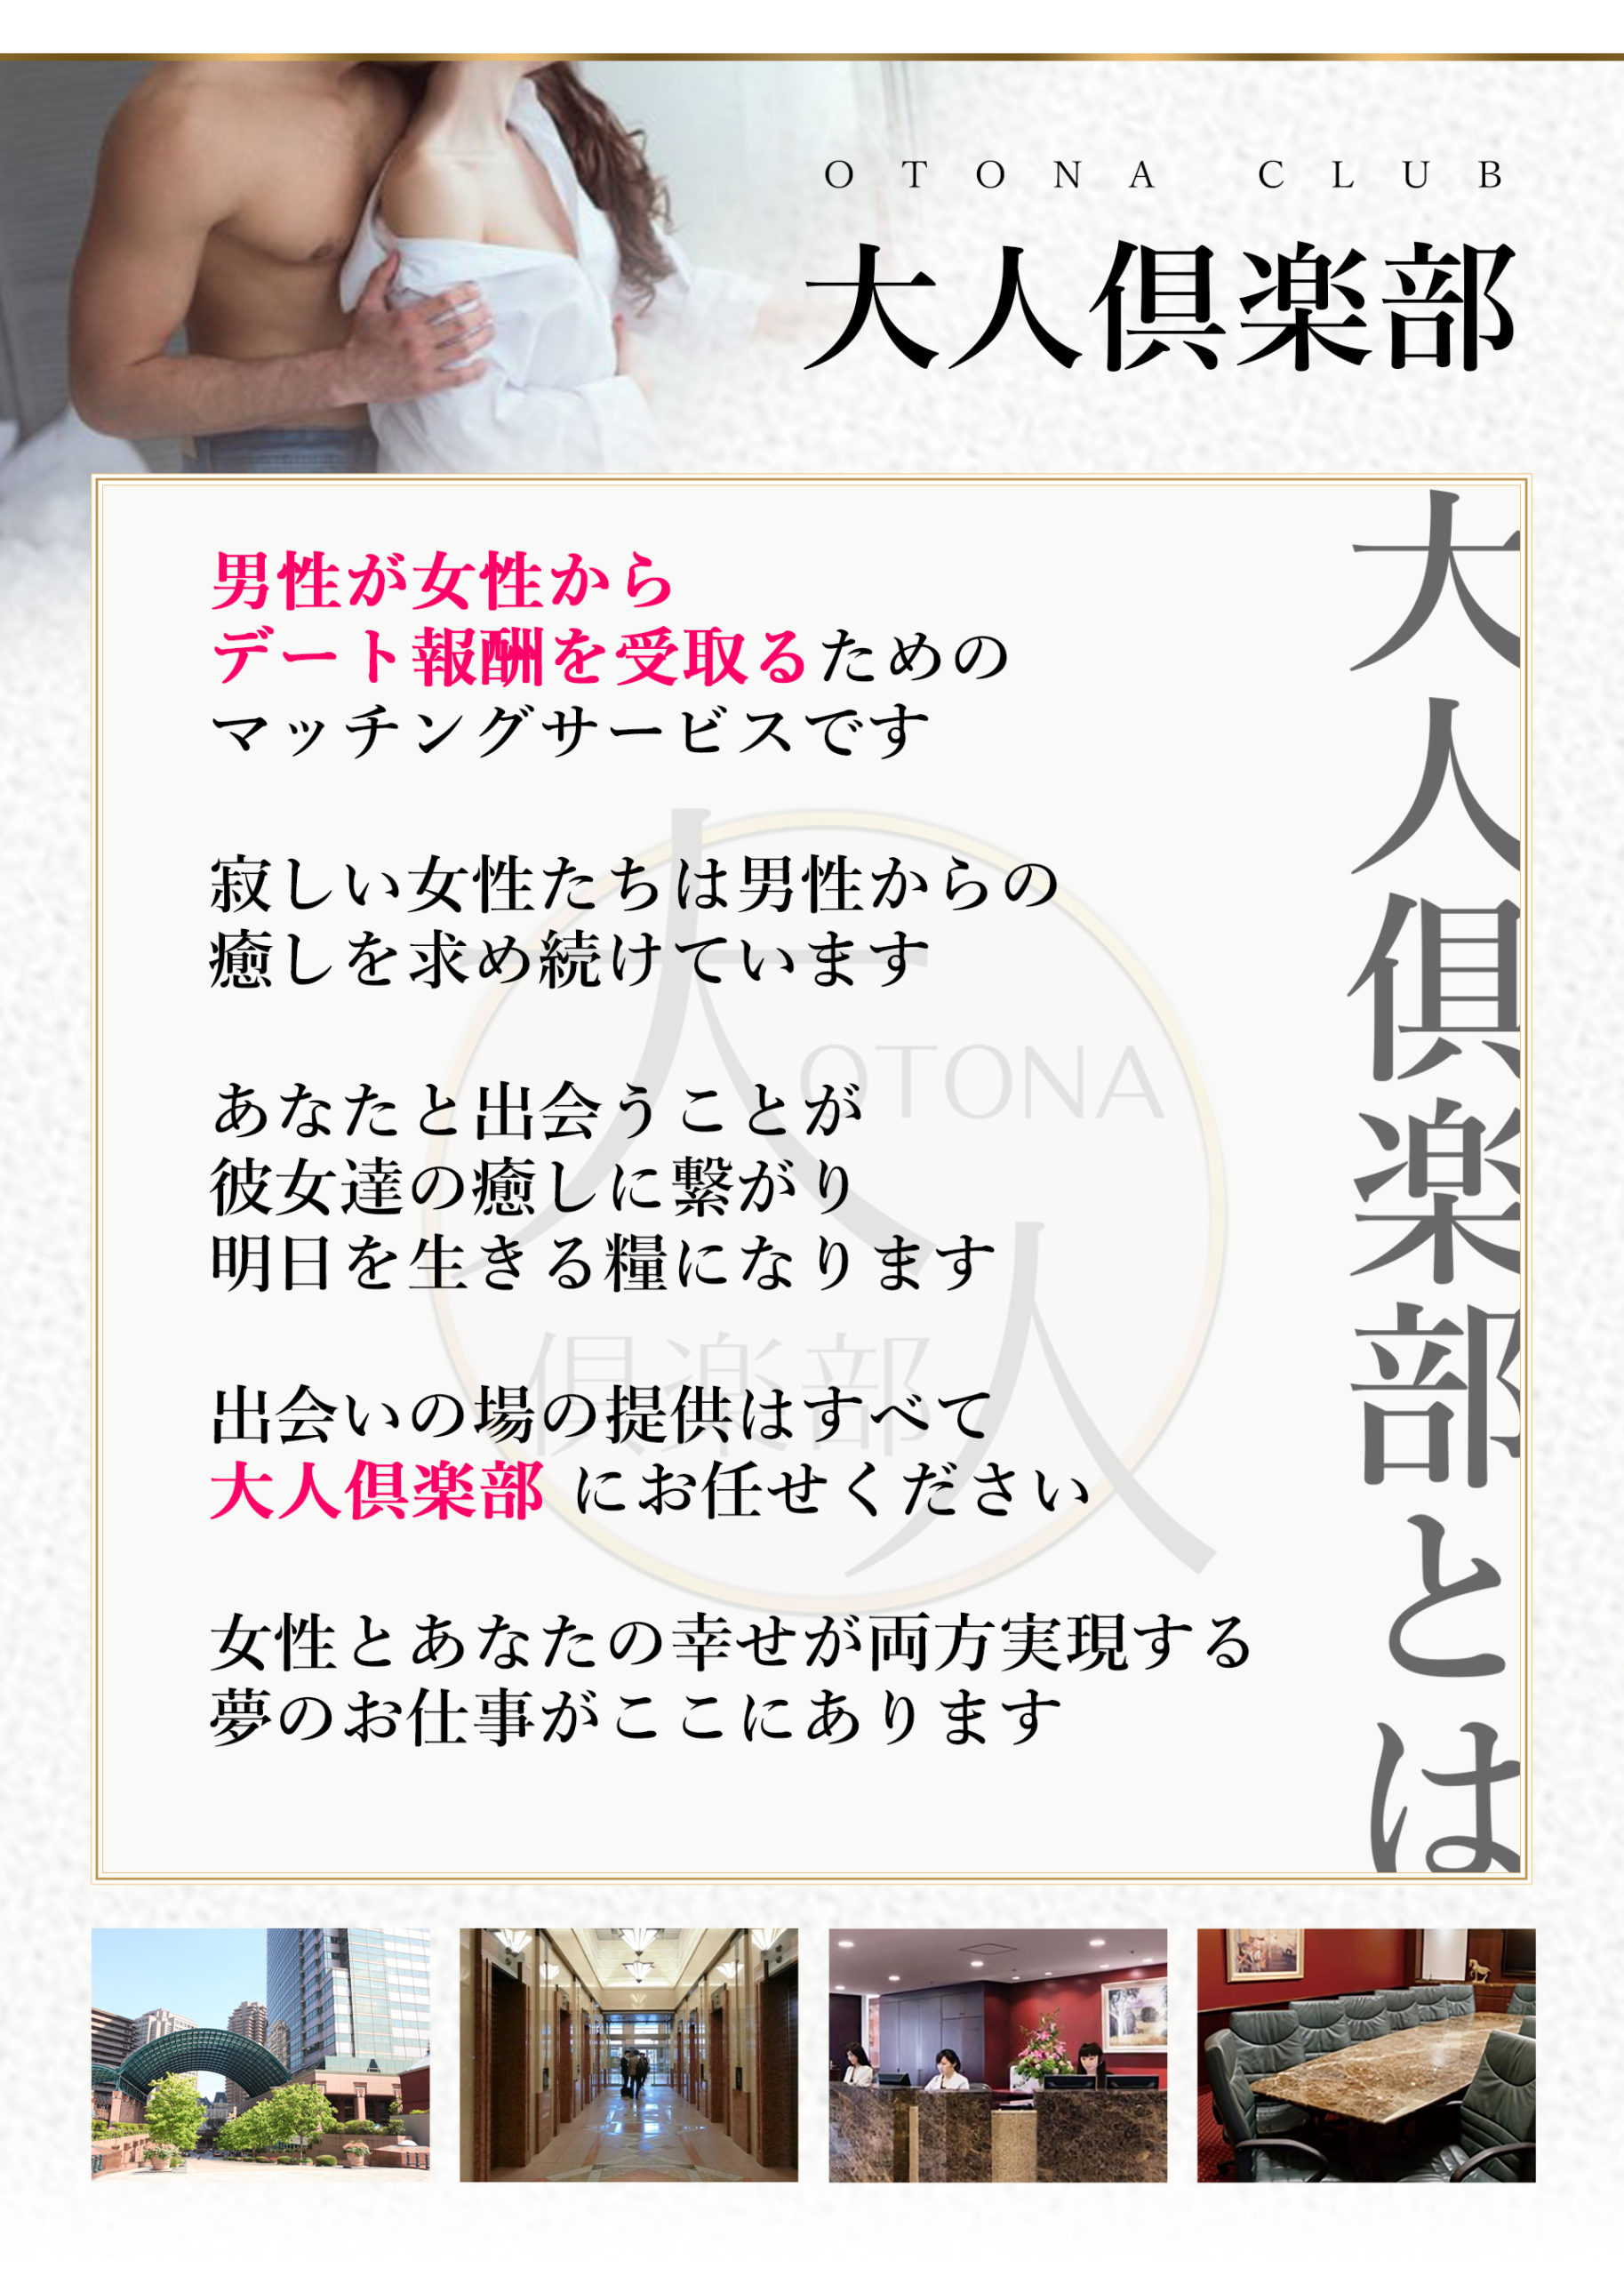 OTONA CLUB
大人倶楽部
大人倶楽部とは
男性が女性から
デート報酬を受取るための
マッチングサービスです
寂しい女性たちは男性からの
癒しを求め続けています
あなたと出会うことが
彼女達の癒しに繋がり
明日を生きる糧になります
出会いの場の提供はすべて
大人倶楽部 にお任せください
女性とあなたの幸せが両方実現する
夢のお仕事がここにあります
大人
OTONA
倶楽部